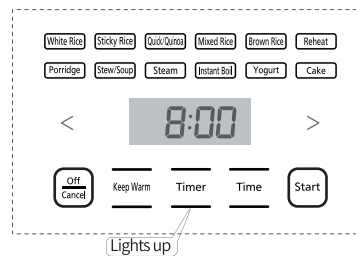 White Rice Sticky Rice Quick/Quinoa Mixed Rice Brown Rice Reheat
Porridge Stew/Soup Steam Instant Boil Yogurt Cake
< 8:00 >
Off
Cancel Keep Warm Timer Time Start
Lights up